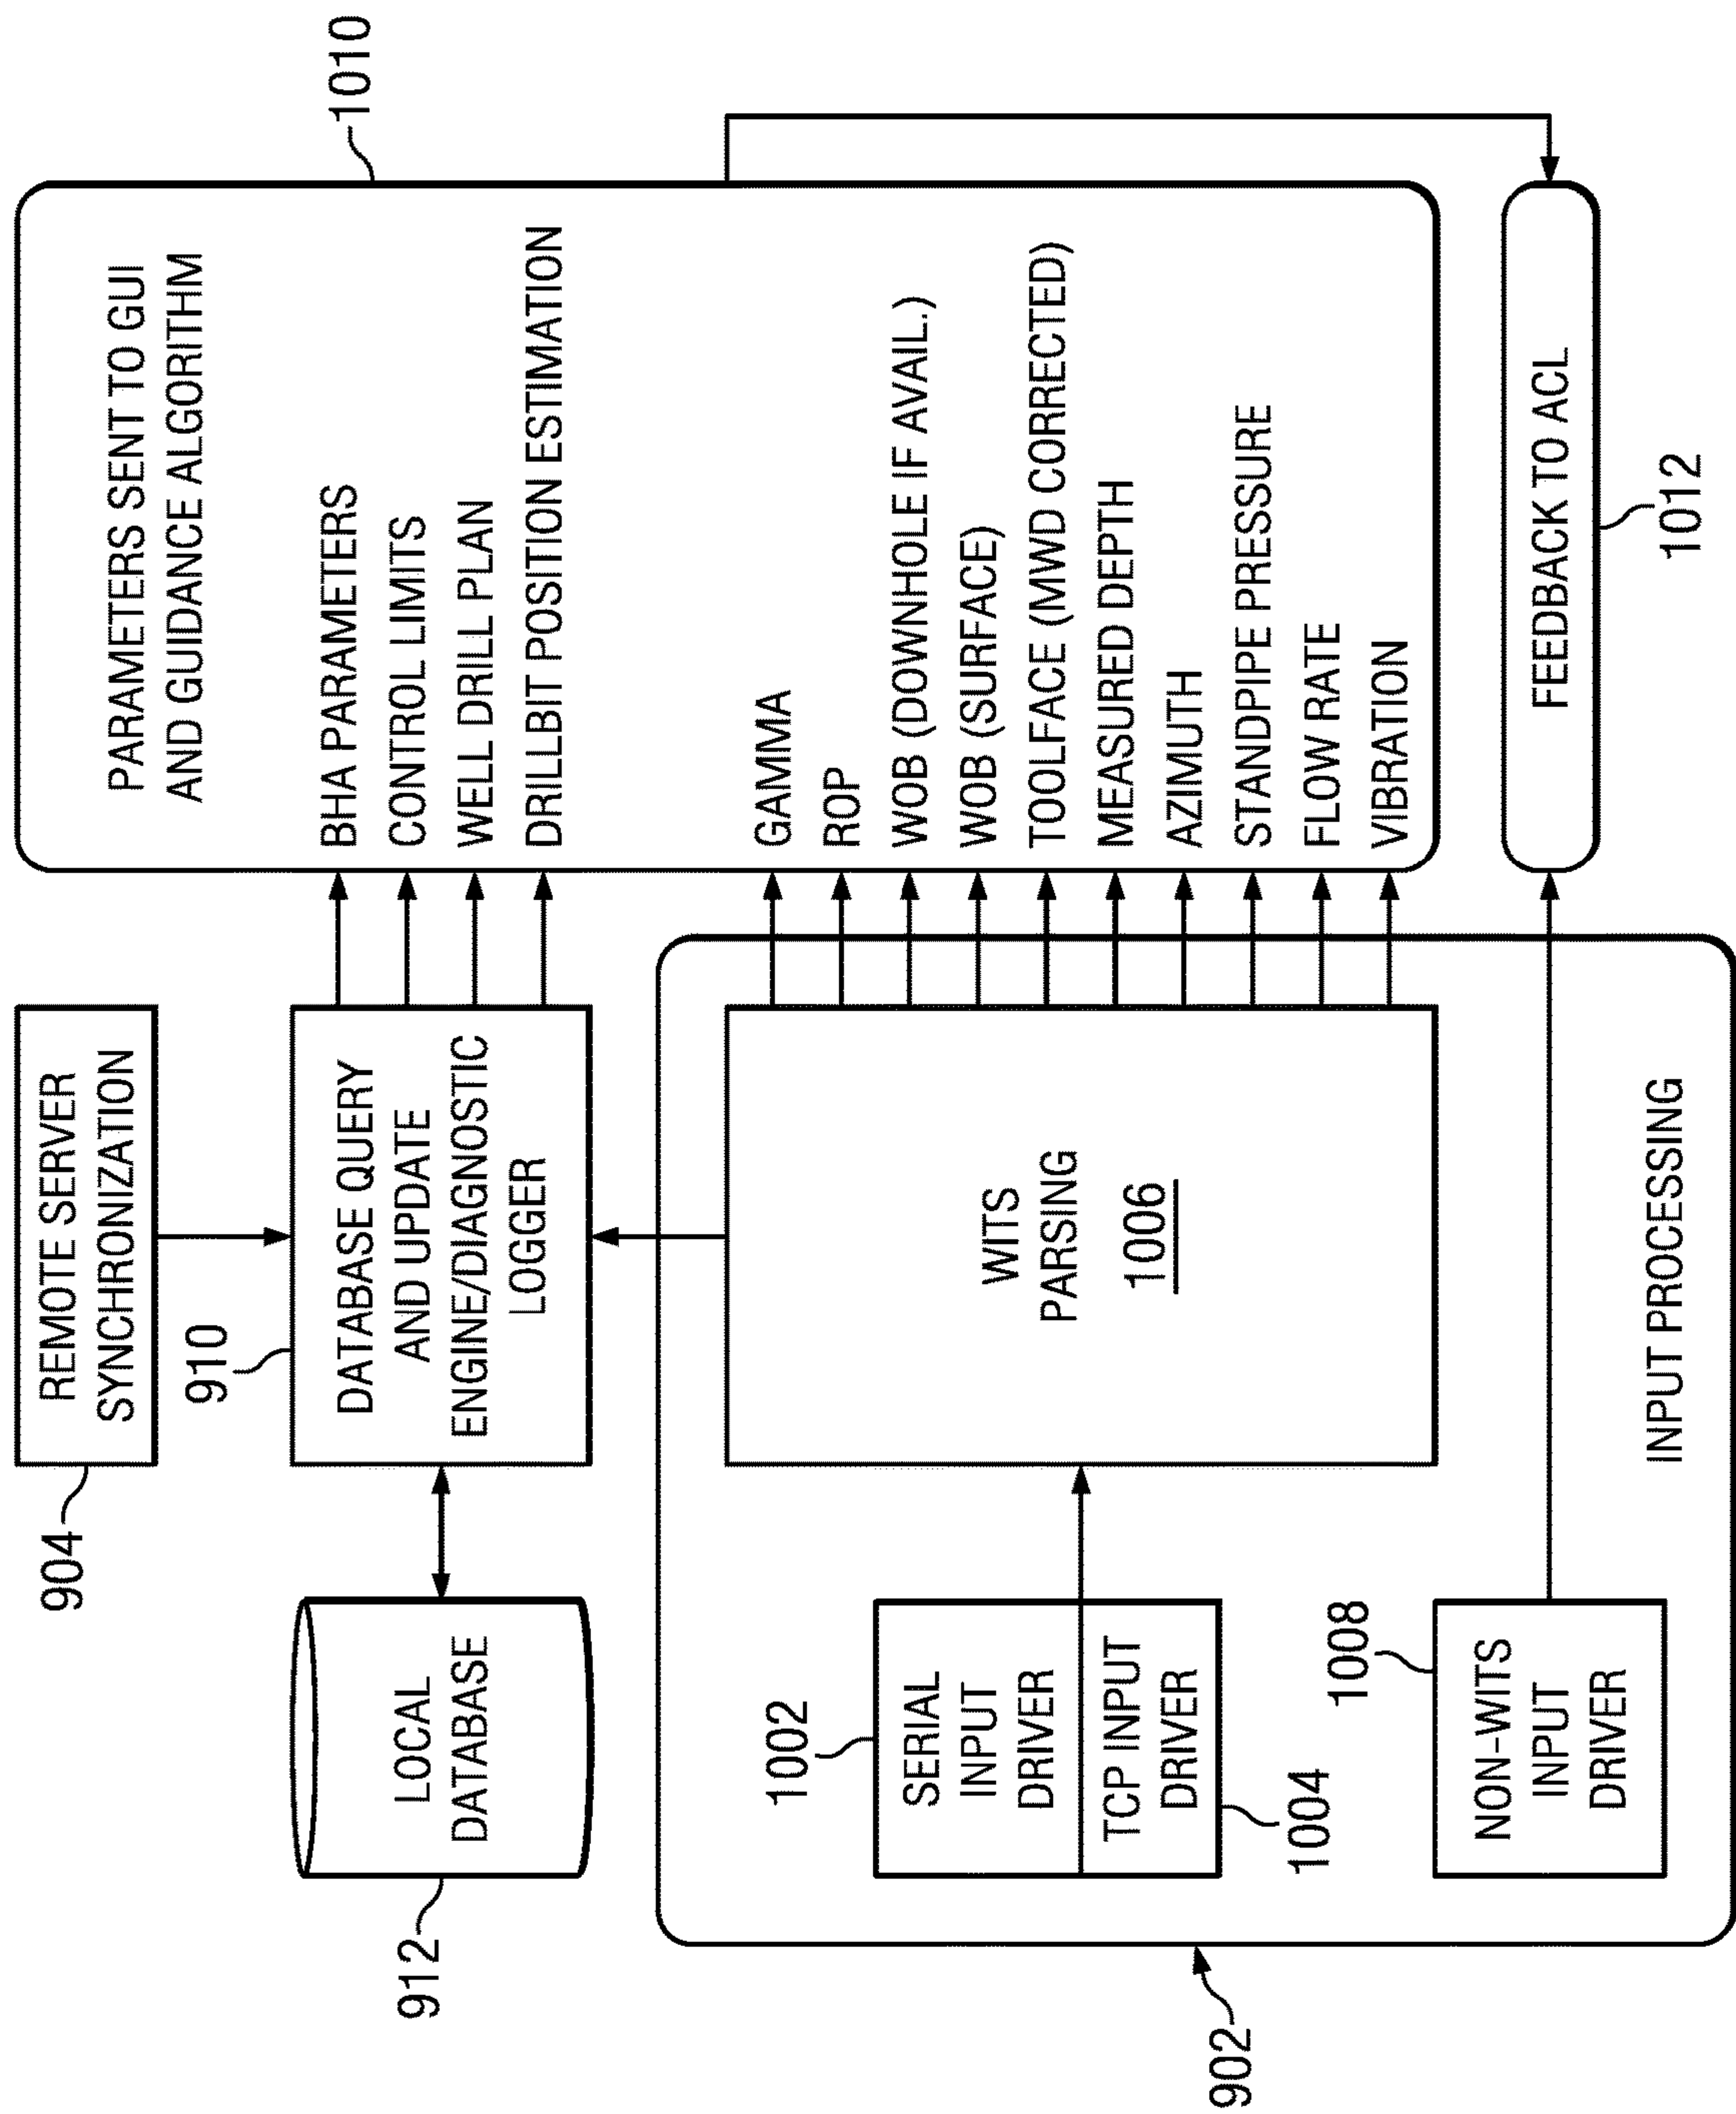 904
REMOTE SERVER
SYNCHRONIZATION
912
LOCAL
DATABASE
910
DATABASE QUERY
AND UPDATE
ENGINE/DIAGNOSTIC
LOGGER
PARAMETERS SENT TO GUI
AND GUIDANCE ALGORITHM
1010
BHA PARAMETERS
CONTROL LIMITS
WELL DRILL PLAN
DRILLBIT POSITION ESTIMATION
GAMMA
ROP
WOB (DOWNHOLE IF AVAIL.)
WOB (SURFACE)
TOOLFACE (MWD CORRECTED)
MEASURED DEPTH
AZIMUTH
STANDPIPE PRESSURE
FLOW RATE
VIBRATION
902
1002
SERIAL
INPUT
DRIVER
TCP INPUT
DRIVER
1004
WITS
PARSING
1006
1008
NON-WITS
INPUT
DRIVER
INPUT PROCESSING
FEEDBACK TO ACL
1012